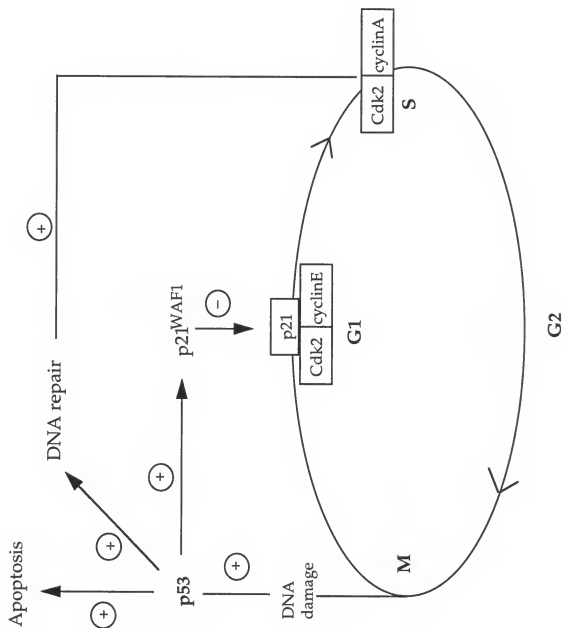 Apoptosis
DNA repair
+
+
+
p53
+
p21WAF1
−
+
DNA
damage
p21
Cdk2 cyclinE
G1
Cdk2 cyclinA
S
M
G2